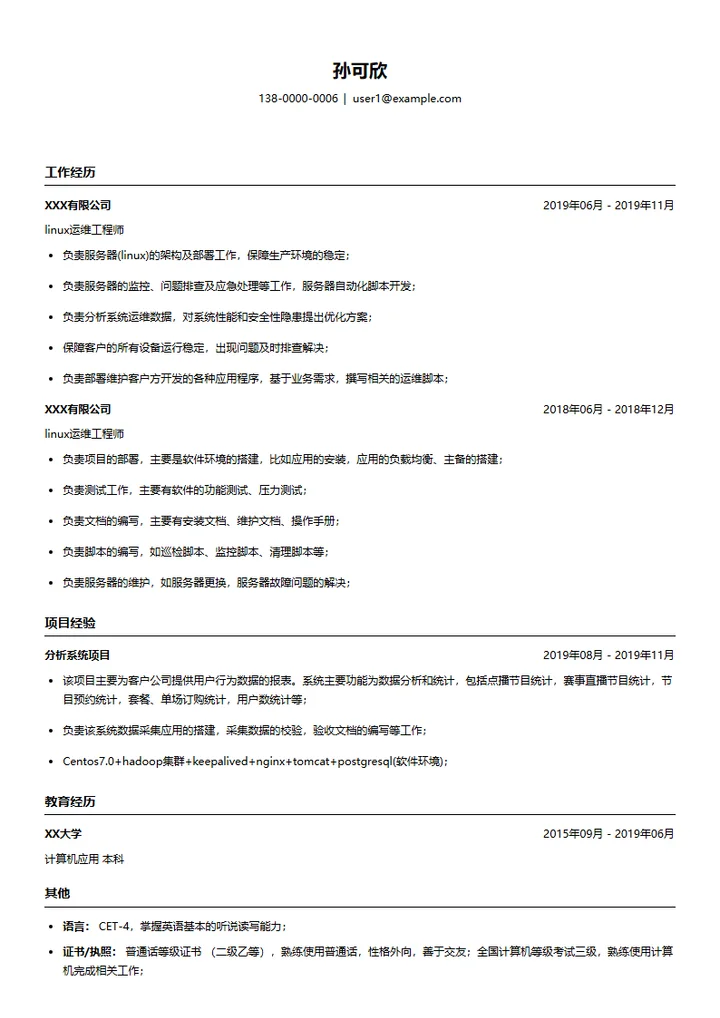 孙可欣
138-0000-0006 | user1@example.com
工作经历
XXX有限公司 2019年06月 - 2019年11月
linux运维工程师
• 负责服务器(linux)的架构及部署工作，保障生产环境的稳定；
• 负责服务器的监控、问题排查及应急处理等工作，服务器自动化脚本开发；
• 负责分析系统运维数据，对系统性能和安全性隐患提出优化方案；
• 保障客户的所有设备运行稳定，出现问题及时排查解决；
• 负责部署维护客户方开发的各种应用程序，基于业务需求，撰写相关的运维脚本；
XXX有限公司 2018年06月 - 2018年12月
linux运维工程师
• 负责项目的部署，主要是软件环境的搭建，比如应用的安装，应用的负载均衡、主备的搭建；
• 负责测试工作，主要有软件的功能测试、压力测试；
• 负责文档的编写，主要有安装文档、维护文档、操作手册；
• 负责脚本的编写，如巡检脚本、监控脚本、清理脚本等；
• 负责服务器的维护，如服务器更换，服务器故障问题的解决；
项目经验
分析系统项目 2019年08月 - 2019年11月
• 该项目主要为客户公司提供用户行为数据的报表。系统主要功能为数据分析和统计，包括点播节目统计，赛事直播节目统计，节
目预约统计，套餐、单场订购统计，用户数统计等；
• 负责该系统数据采集应用的搭建，采集数据的校验，验收文档的编写等工作；
• Centos7.0+hadoop集群+keepalived+nginx+tomcat+postgresql(软件环境)；
教育经历
XX大学 2015年09月 - 2019年06月
计算机应用 本科
其他
• 语言： CET-4，掌握英语基本的听说读写能力；
• 证书/执照： 普通话等级证书 （二级乙等），熟练使用普通话，性格外向，善于交友；全国计算机等级考试三级，熟练使用计算
机完成相关工作；